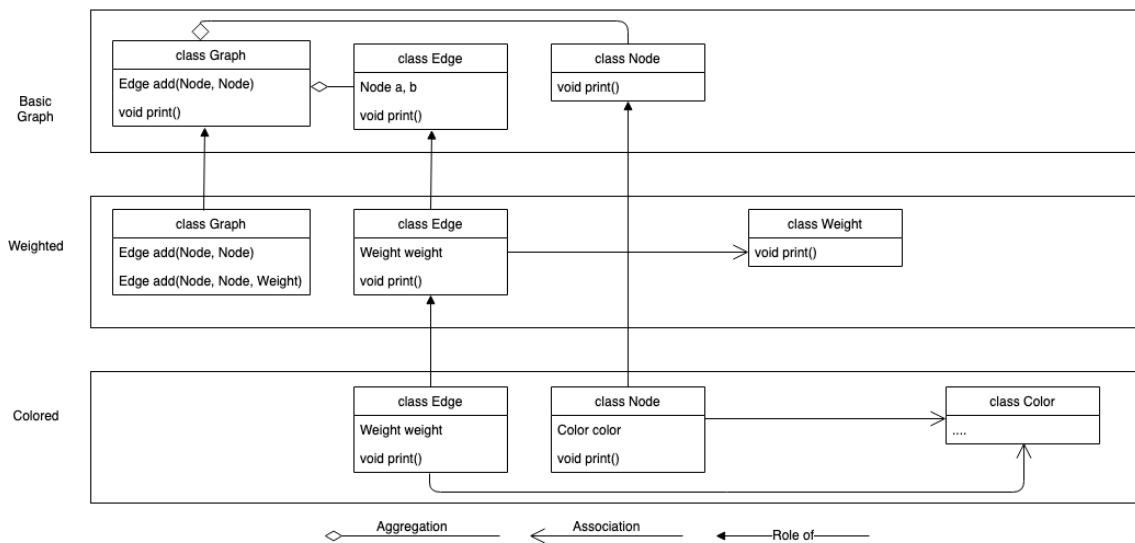 class Graph
Edge add(Node, Node)
void print()
class Edge
Node a, b
void print()
class Node
void print()
Basic
Graph
class Graph
Edge add(Node, Node)
Edge add(Node, Node, Weight)
class Edge
Weight weight
void print()
class Weight
void print()
Weighted
class Edge
Weight weight
void print()
class Node
Color color
void print()
class Color
....
Colored
Aggregation
Association
Role of